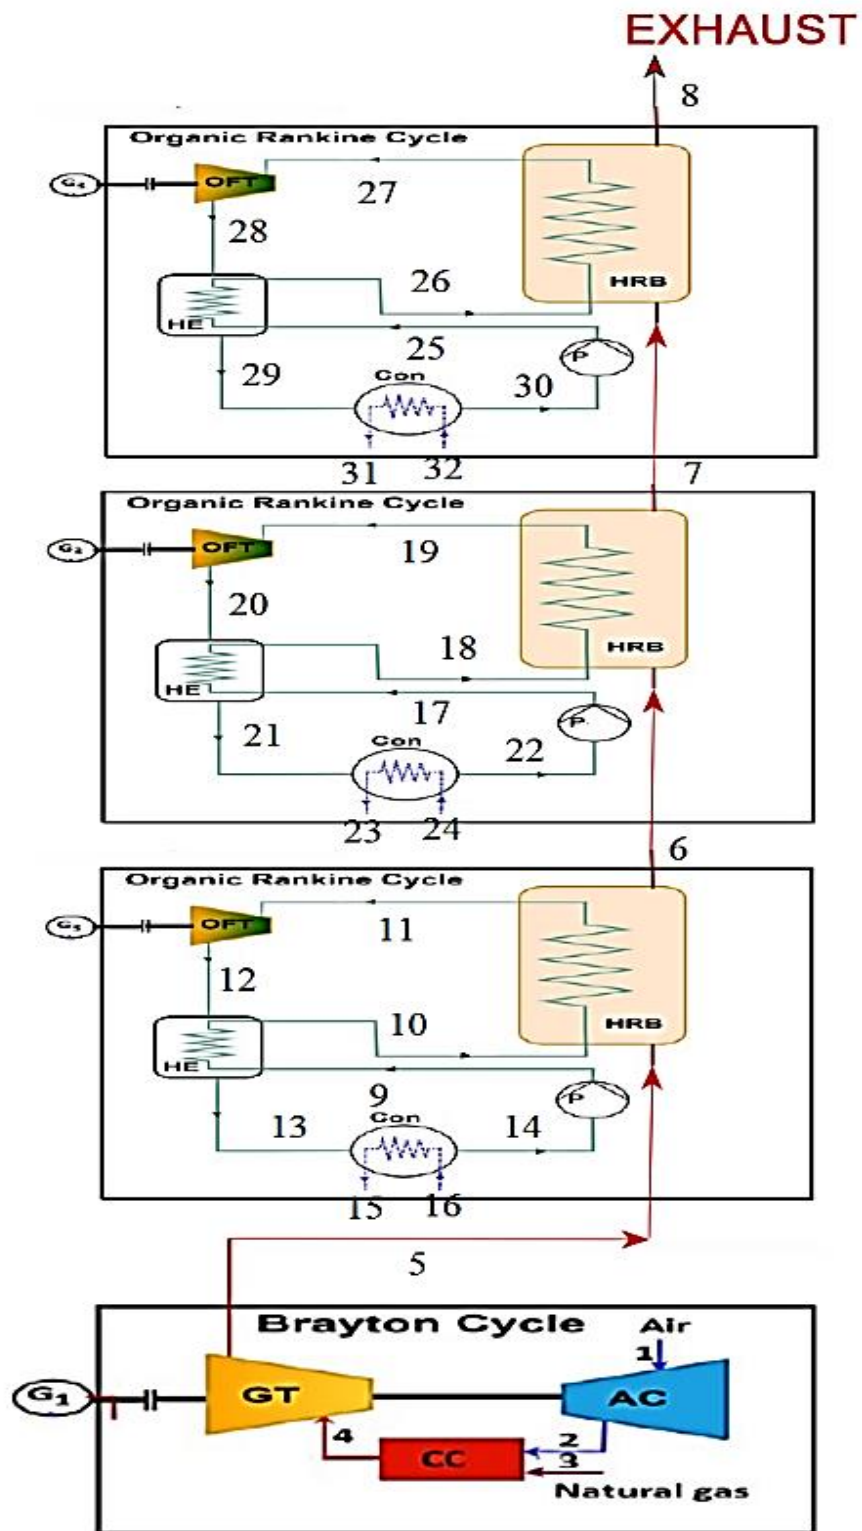 EXHAUST
8
Organic Rankine Cycle
G4
OFT
27
28
26
HRB
HE
25
P
29
Con
30
31
32
7
Organic Rankine Cycle
OFT
19
20
18
HRB
HE
17
P
21
Con
22
23
24
6
Organic Rankine Cycle
OFT
11
12
10
HRB
HE
9
P
13
Con
14
15
16
5
Brayton Cycle
Air
1
G1
GT
AC
4
2
CC
3
Natural gas